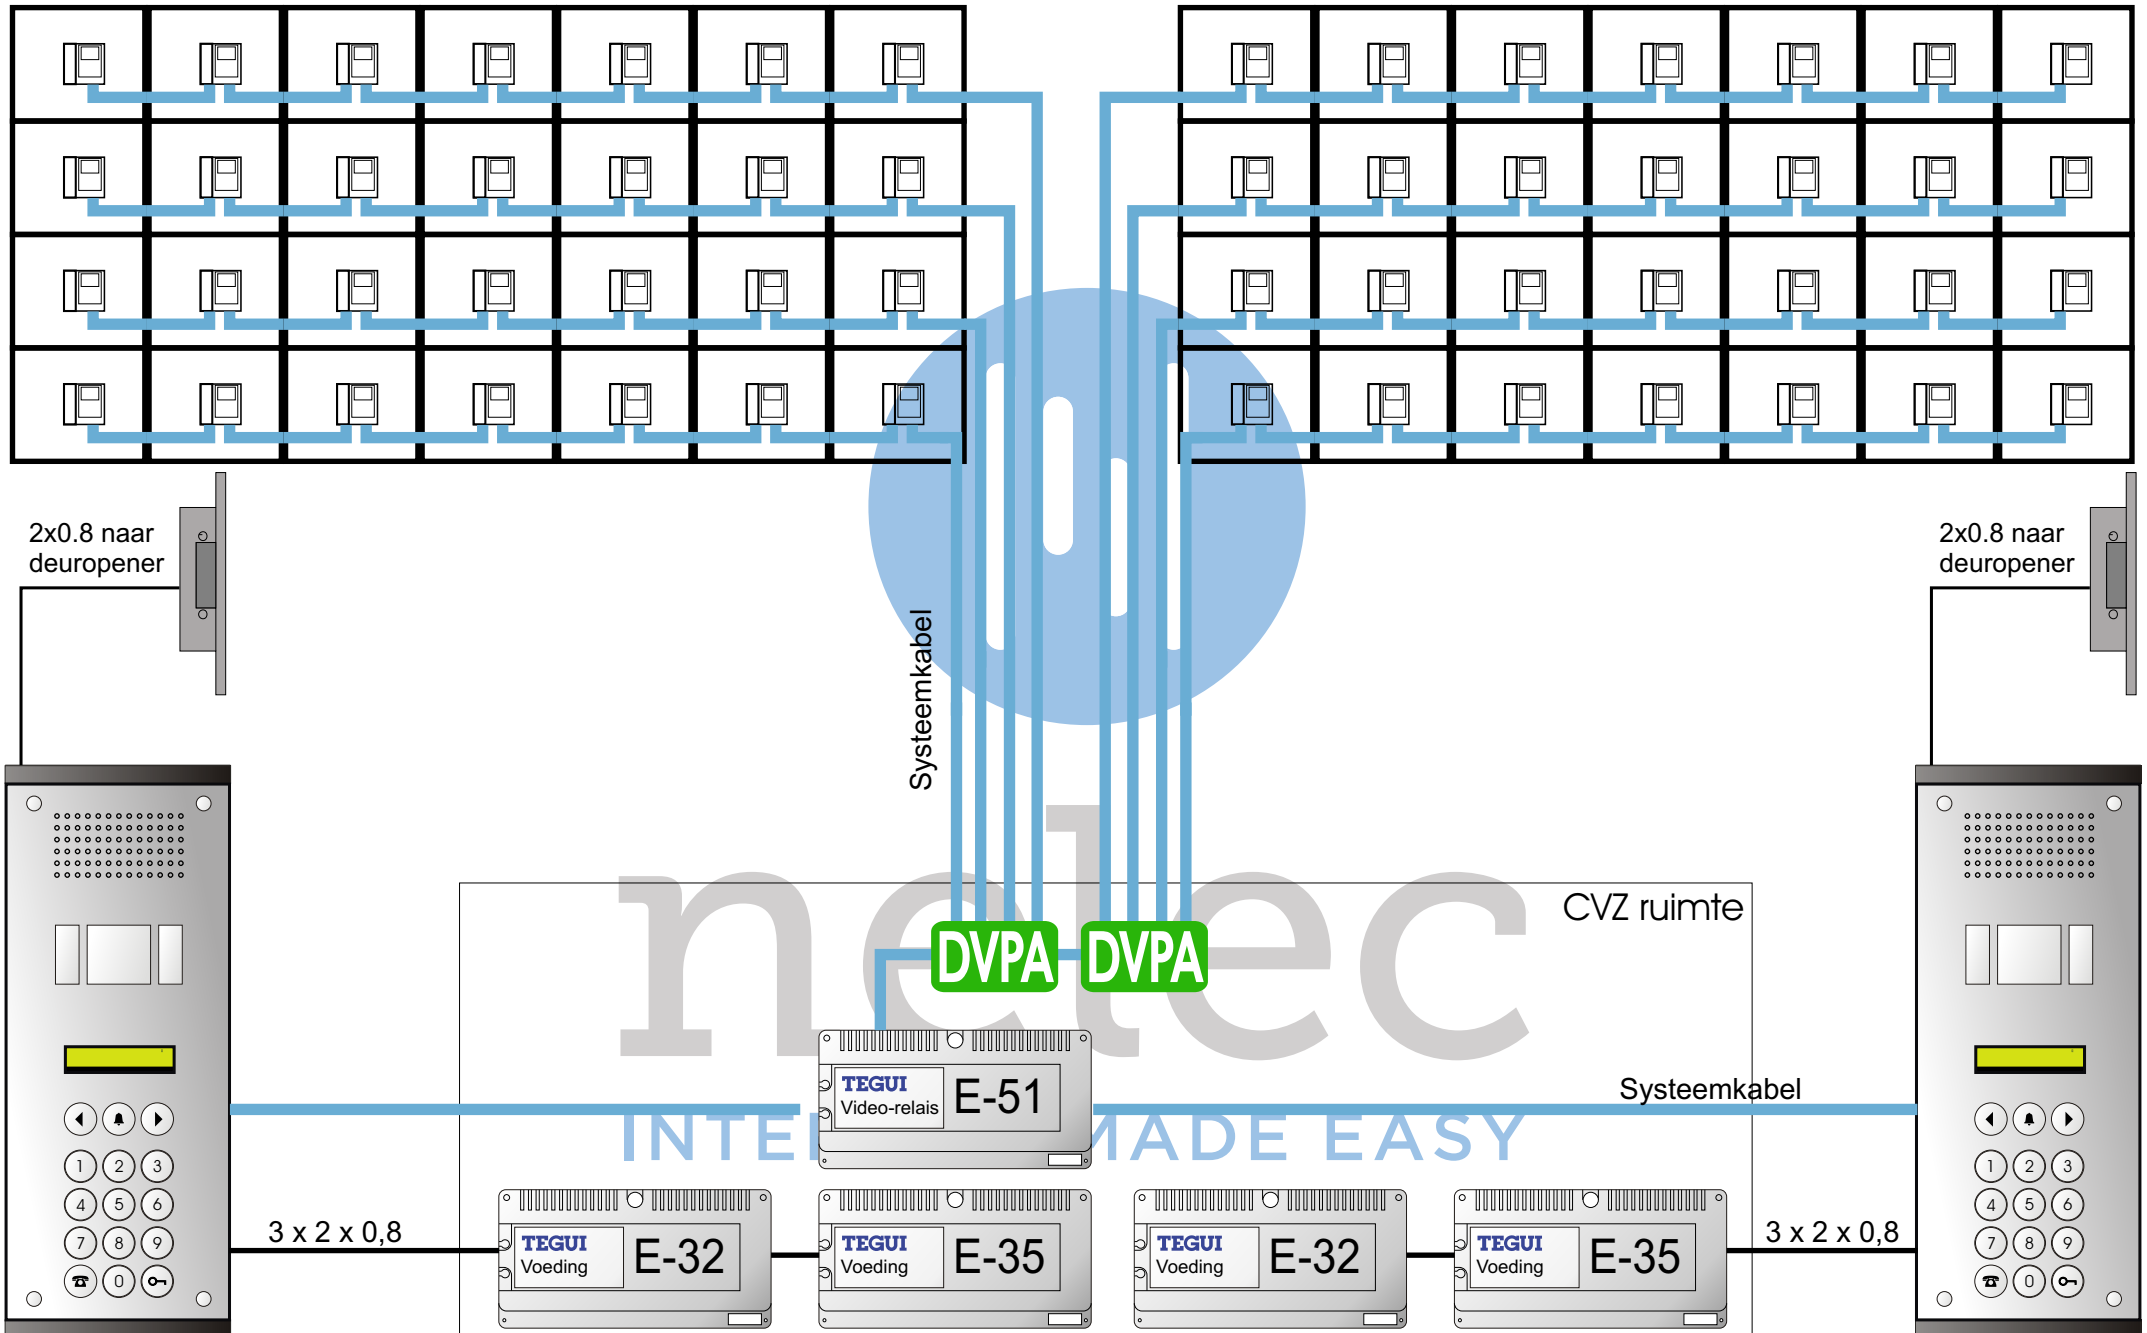 2x0.8 naar
deuropener
2x0.8 naar
deuropener
Systeemkabel
nelec
CVZ ruimte
DVPA
DVPA
TEGUI
Video-relais
E-51
Systeemkabel
MADE EASY
1 2 3
4 5 6
7 8 9
0
1 2 3
4 5 6
7 8 9
0
3 x 2 x 0,8
TEGUI
Voeding
E-32
TEGUI
Voeding
E-35
TEGUI
Voeding
E-32
TEGUI
Voeding
E-35
3 x 2 x 0,8